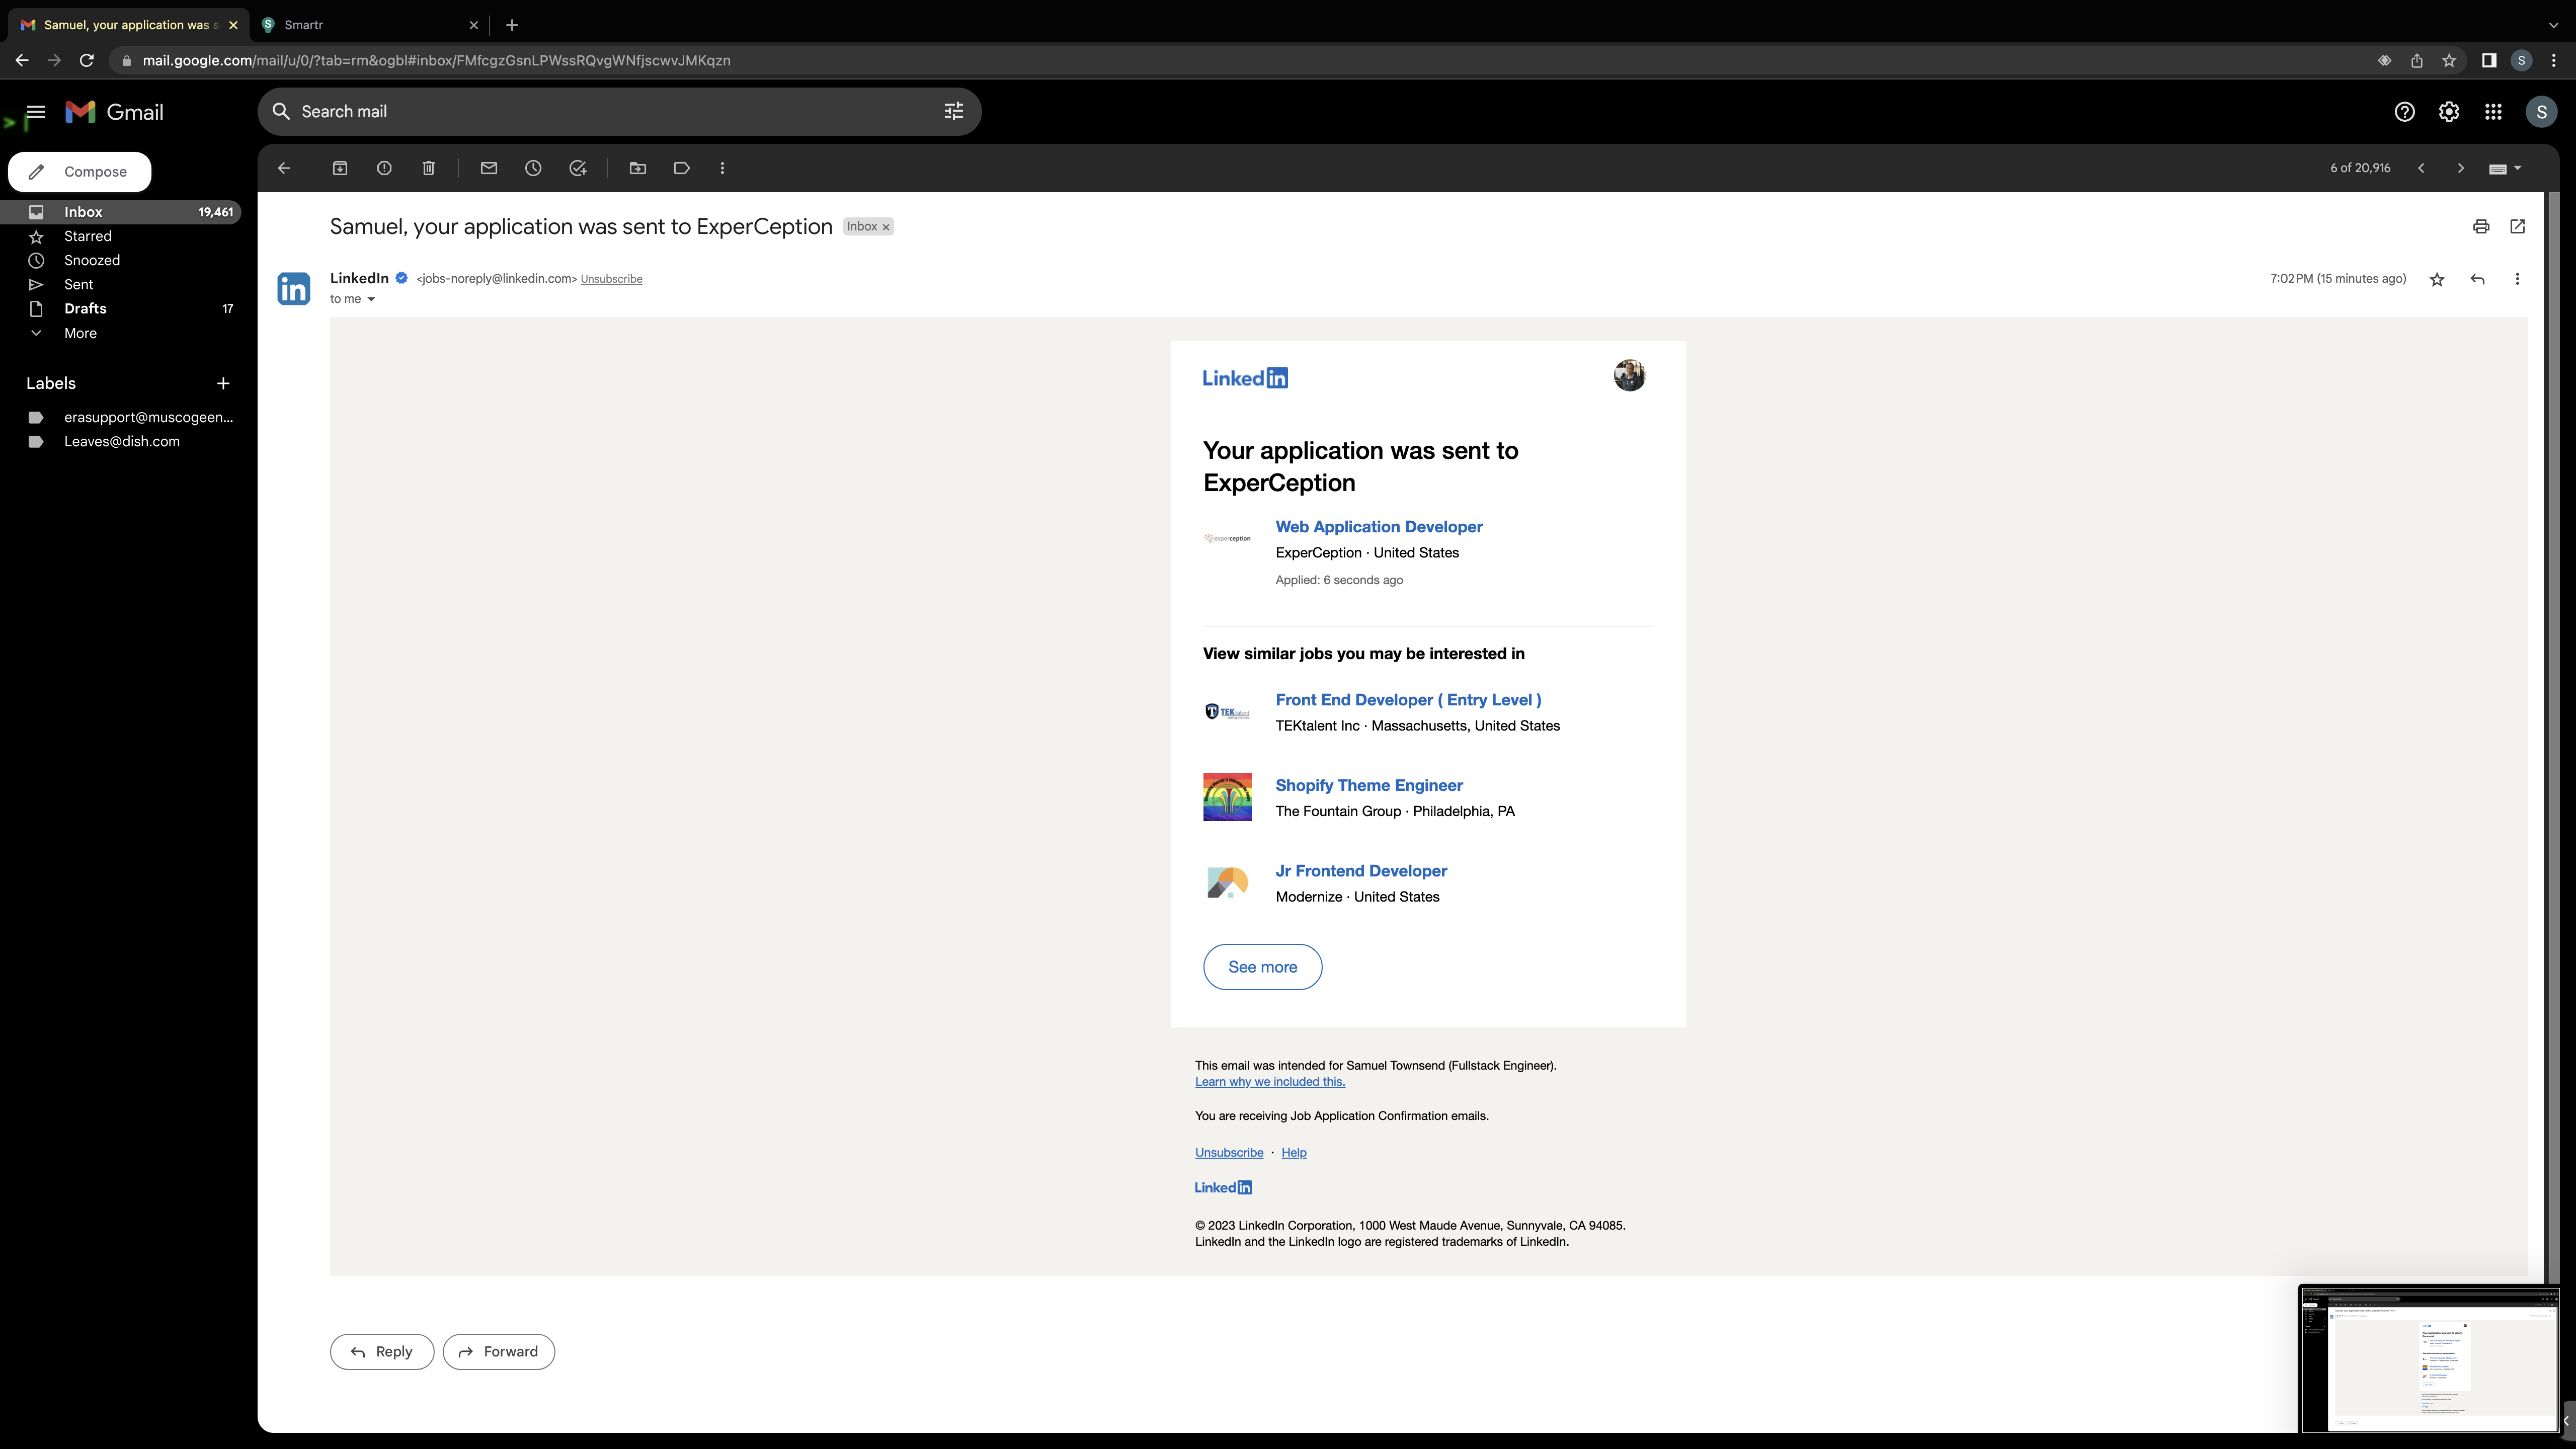 Samuel, your application was s
Smartr
mail.google.com/mail/u/0/?tab=rm&ogbl#inbox/FMfcgzGsnLPWssRQvgWNfjscwvJMKqzn
S
Gmail
Search mail
S
Compose
6 of 20,916
Inbox 19,461
Starred
Snoozed
Sent
Drafts 17
More
Labels
erasupport@muscogeen...
Leaves@dish.com
Samuel, your application was sent to ExperCeption Inbox
LinkedIn <jobs-noreply@linkedin.com> Unsubscribe
7:02 PM (15 minutes ago)
to me
LinkedIn
Your application was sent to
ExperCeption
experception
Web Application Developer
ExperCeption · United States
Applied: 6 seconds ago
View similar jobs you may be interested in
TEKtalent
Front End Developer ( Entry Level )
TEKtalent Inc · Massachusetts, United States
Shopify Theme Engineer
The Fountain Group · Philadelphia, PA
Jr Frontend Developer
Modernize · United States
See more
This email was intended for Samuel Townsend (Fullstack Engineer).
Learn why we included this.
You are receiving Job Application Confirmation emails.
Unsubscribe · Help
LinkedIn
© 2023 LinkedIn Corporation, 1000 West Maude Avenue, Sunnyvale, CA 94085.
LinkedIn and the LinkedIn logo are registered trademarks of LinkedIn.
Reply
Forward